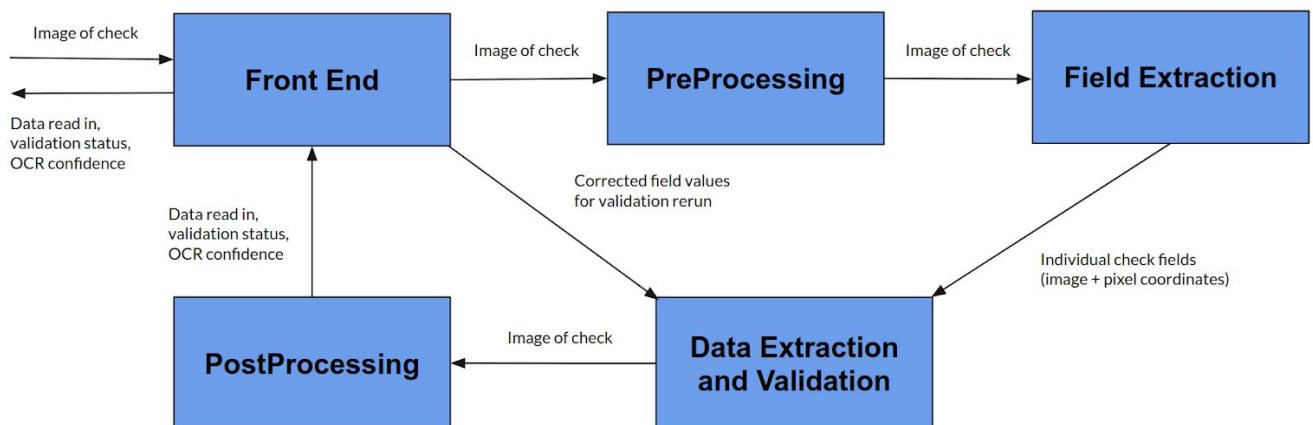 Image of check
Front End
Data read in,
validation status,
OCR confidence
Image of check
PreProcessing
Image of check
Field Extraction
Corrected field values
for validation rerun
Individual check fields
(image + pixel coordinates)
Data Extraction
and Validation
Image of check
PostProcessing
Data read in,
validation status,
OCR confidence